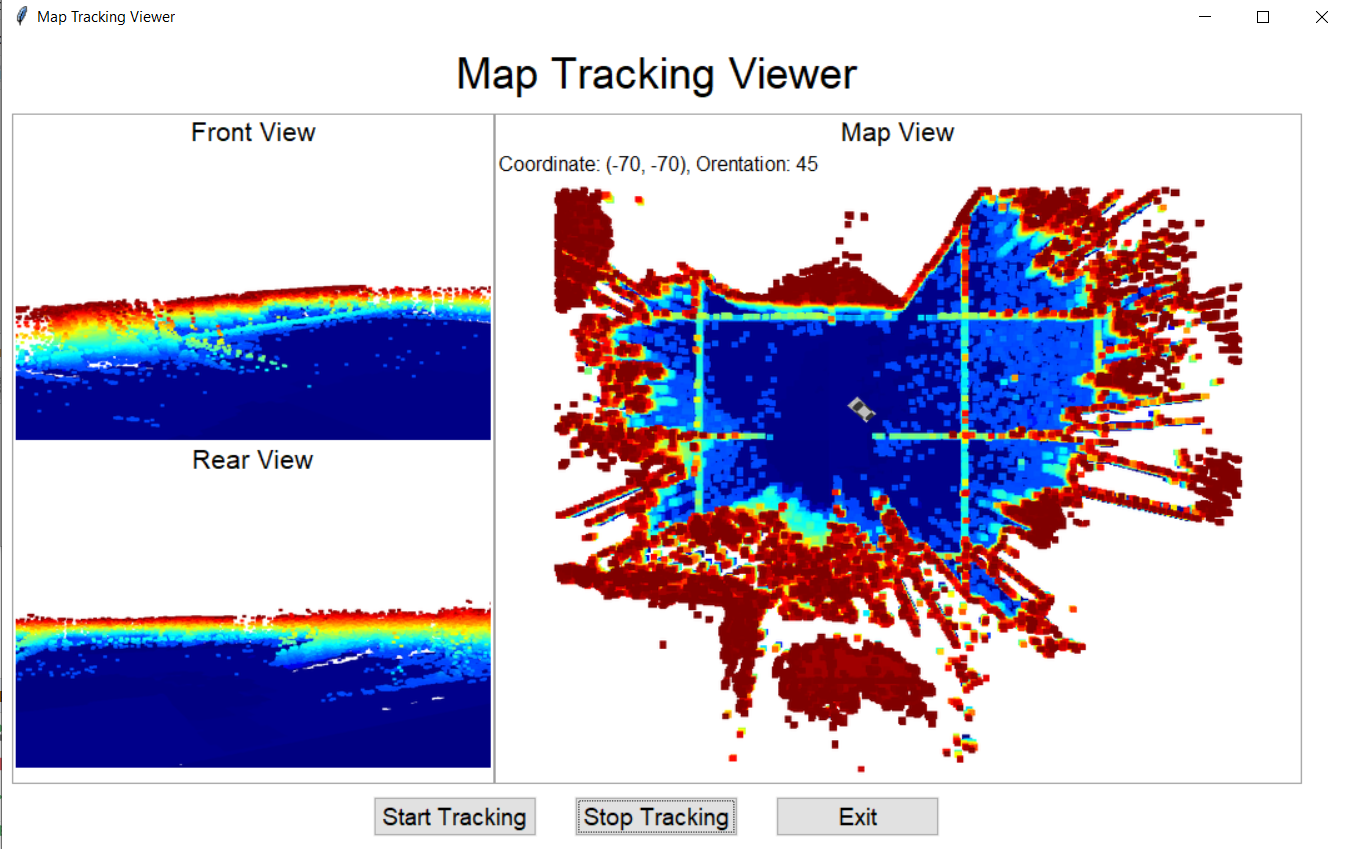 Map Tracking Viewer
Map Tracking Viewer
Front View
Map View
Coordinate: (-70, -70), Orentation: 45
Rear View
Start Tracking
Stop Tracking
Exit